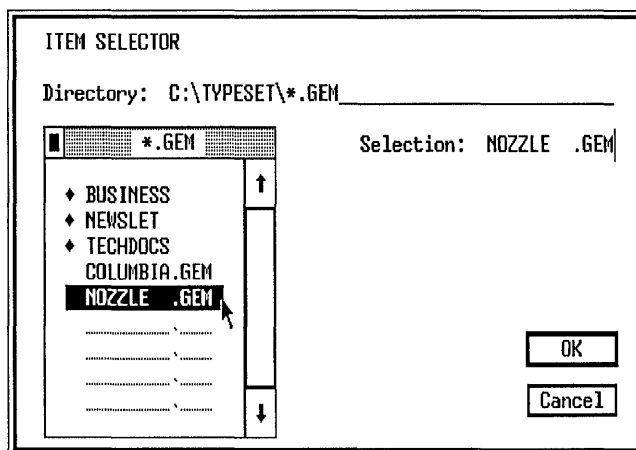 ITEM SELECTOR
Directory: C:\TYPESET\*.GEM
*.GEM
Selection: NOZZLE .GEM
♦ BUSINESS
♦ NEWSLET
♦ TECHDOCS
COLUMBIA.GEM
NOZZLE .GEM
OK
Cancel